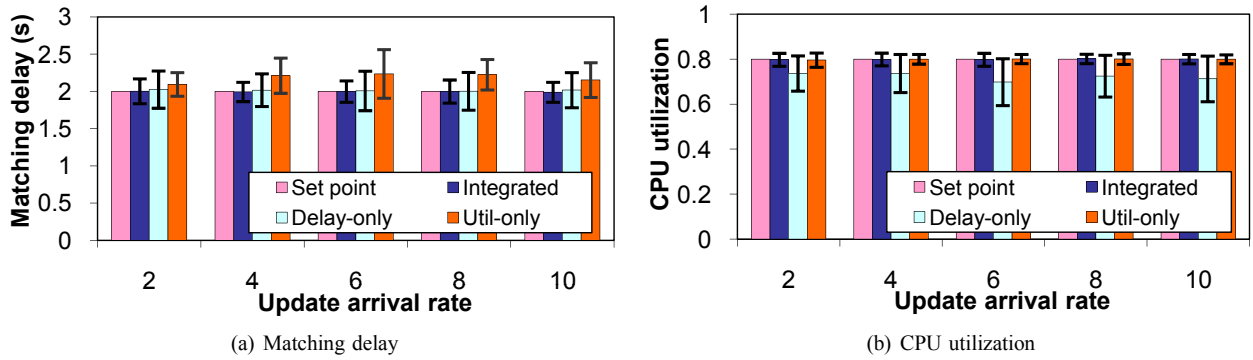 3
2.5
2
1.5
1
0.5
0
Matching delay (s)
Set point
Integrated
Delay-only
Util-only
2 4 6 8 10
Update arrival rate
(a) Matching delay
1
0.8
0.6
0.4
0.2
0
CPU utilization
Set point
Integrated
Delay-only
Util-only
2 4 6 8 10
Update arrival rate
(b) CPU utilization